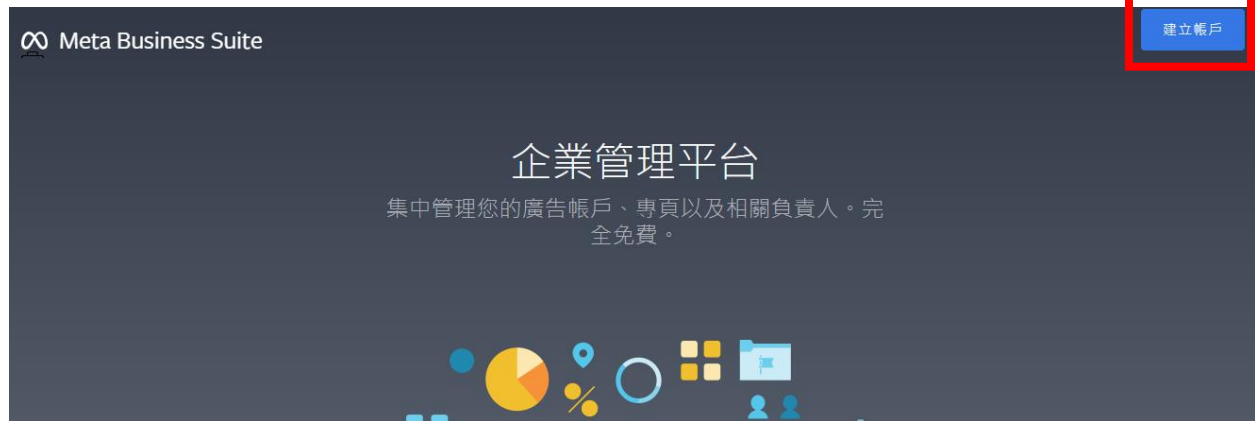 Meta Business Suite
建立帳戶
企業管理平台
集中管理您的廣告帳戶、專頁以及相關負責人。完
全免費。